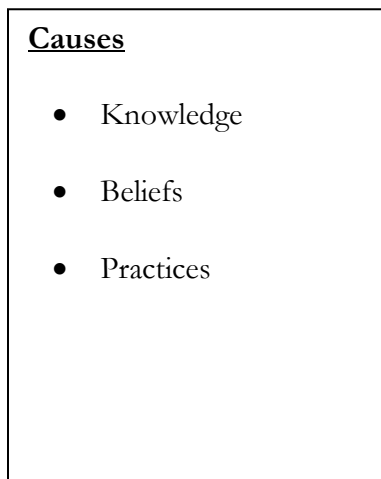 Causes
• Knowledge
• Beliefs
• Practices